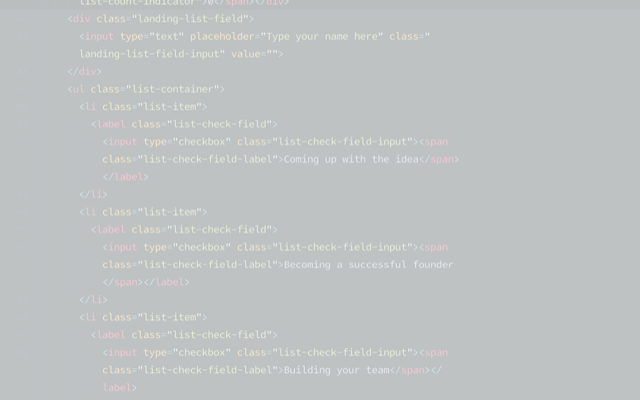 list-count-indicator">e</span></div>
<div class="landing-list-field">
<input type="text" placeholder="Type your name here" class="
landing-list-field-input" value="">
</div>
<ul class="list-container">
<li class="list-item">
<label class="list-check-field">
<input type="checkbox" class="list-check-field-input"><span
class="list-check-field-label">Coming up with the idea</span>
</label>
</li>
<li class="list-item">
<label class="list-check-field">
<input type="checkbox" class="list-check-field-input"><span
class="list-check-field-label">Becoming a successful founder
</span></label>
</li>
<li class="list-item">
<label class="list-check-field">
<input type="checkbox" class="list-check-field-input"><span
class="list-check-field-label">Building your team</span></
label>